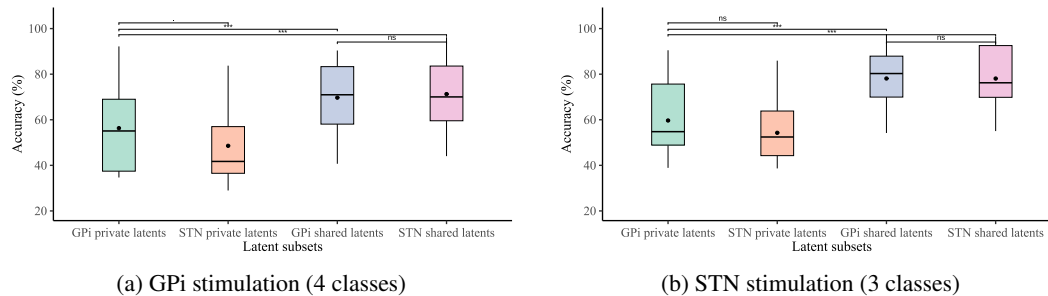 .
***
***
ns
100
80
60
40
20
Accuracy (%)
GPi private latents STN private latents GPi shared latents STN shared latents
Latent subsets
(a) GPi stimulation (4 classes)
ns
***
***
ns
100
80
60
40
20
Accuracy (%)
GPi private latents STN private latents GPi shared latents STN shared latents
Latent subsets
(b) STN stimulation (3 classes)